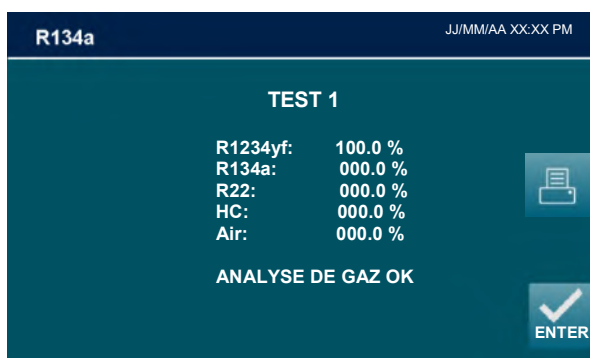 R134a JJ/MM/AA XX:XX PM
TEST 1
R1234yf: 100.0 %
R134a: 000.0 %
R22: 000.0 %
HC: 000.0 %
Air: 000.0 %
ANALYSE DE GAZ OK
ENTER